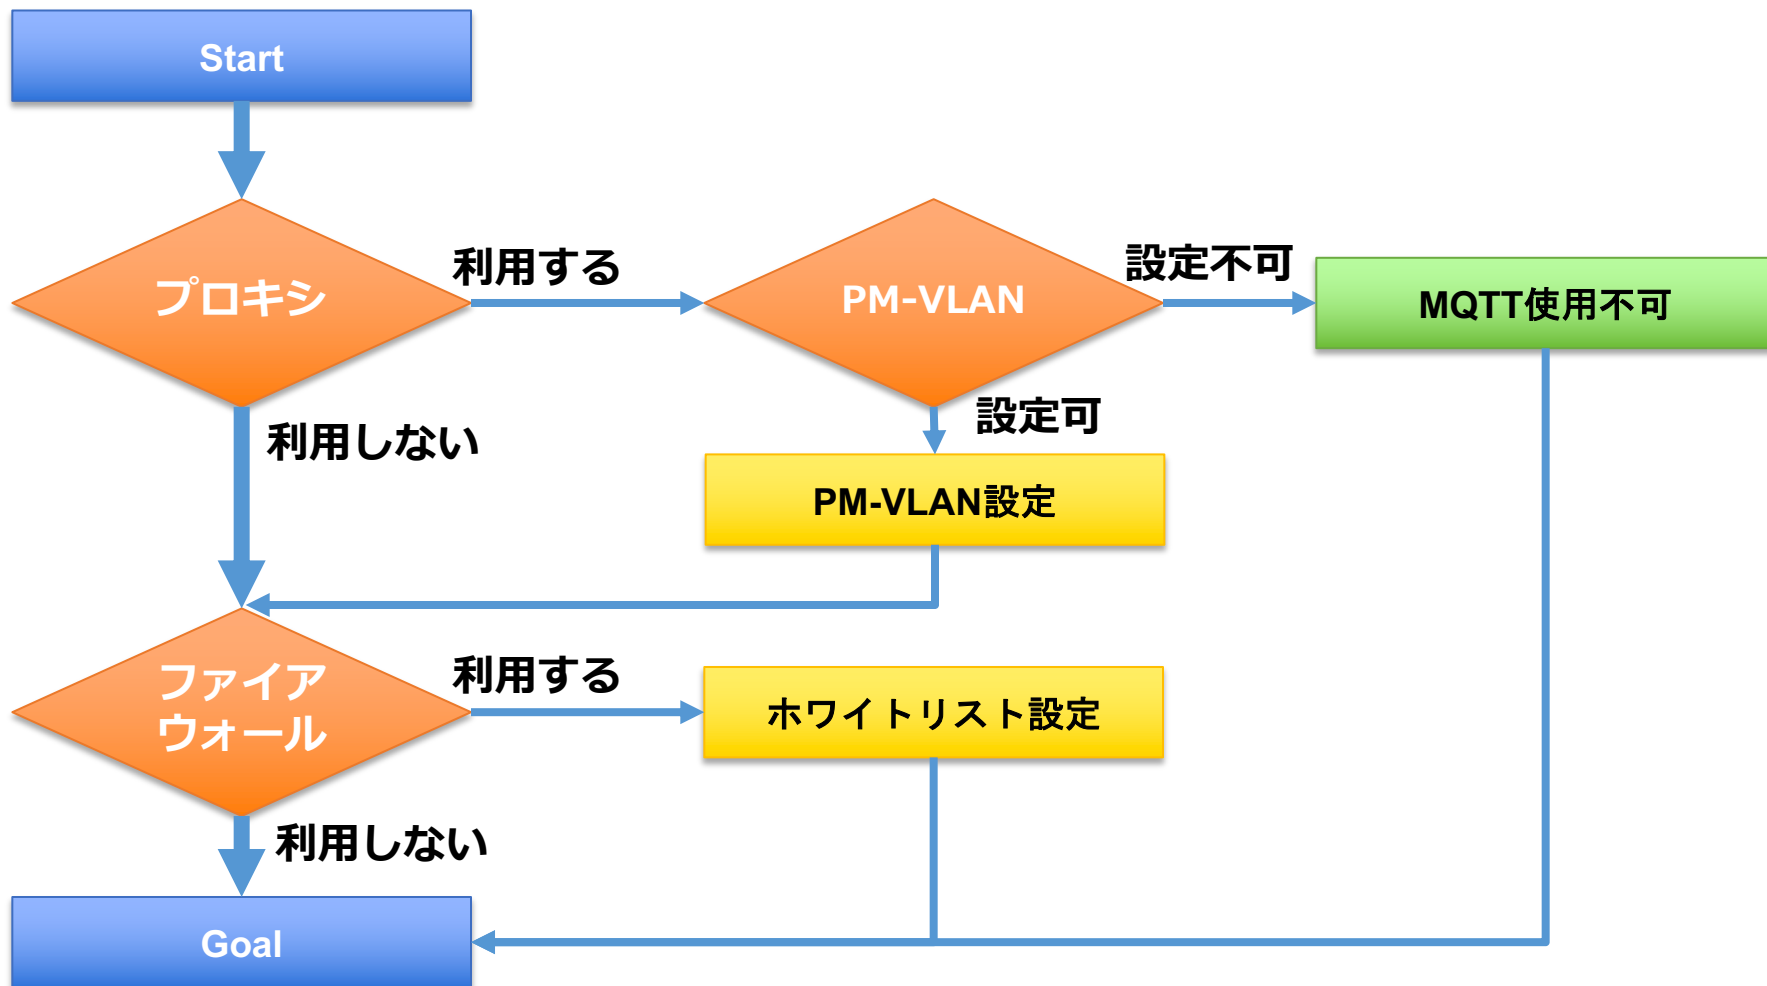 Start
プロキシ
利用する
PM-VLAN
設定不可
MQTT使用不可
利用しない
設定可
PM-VLAN設定
ファイア
ウォール
利用する
ホワイトリスト設定
利用しない
Goal